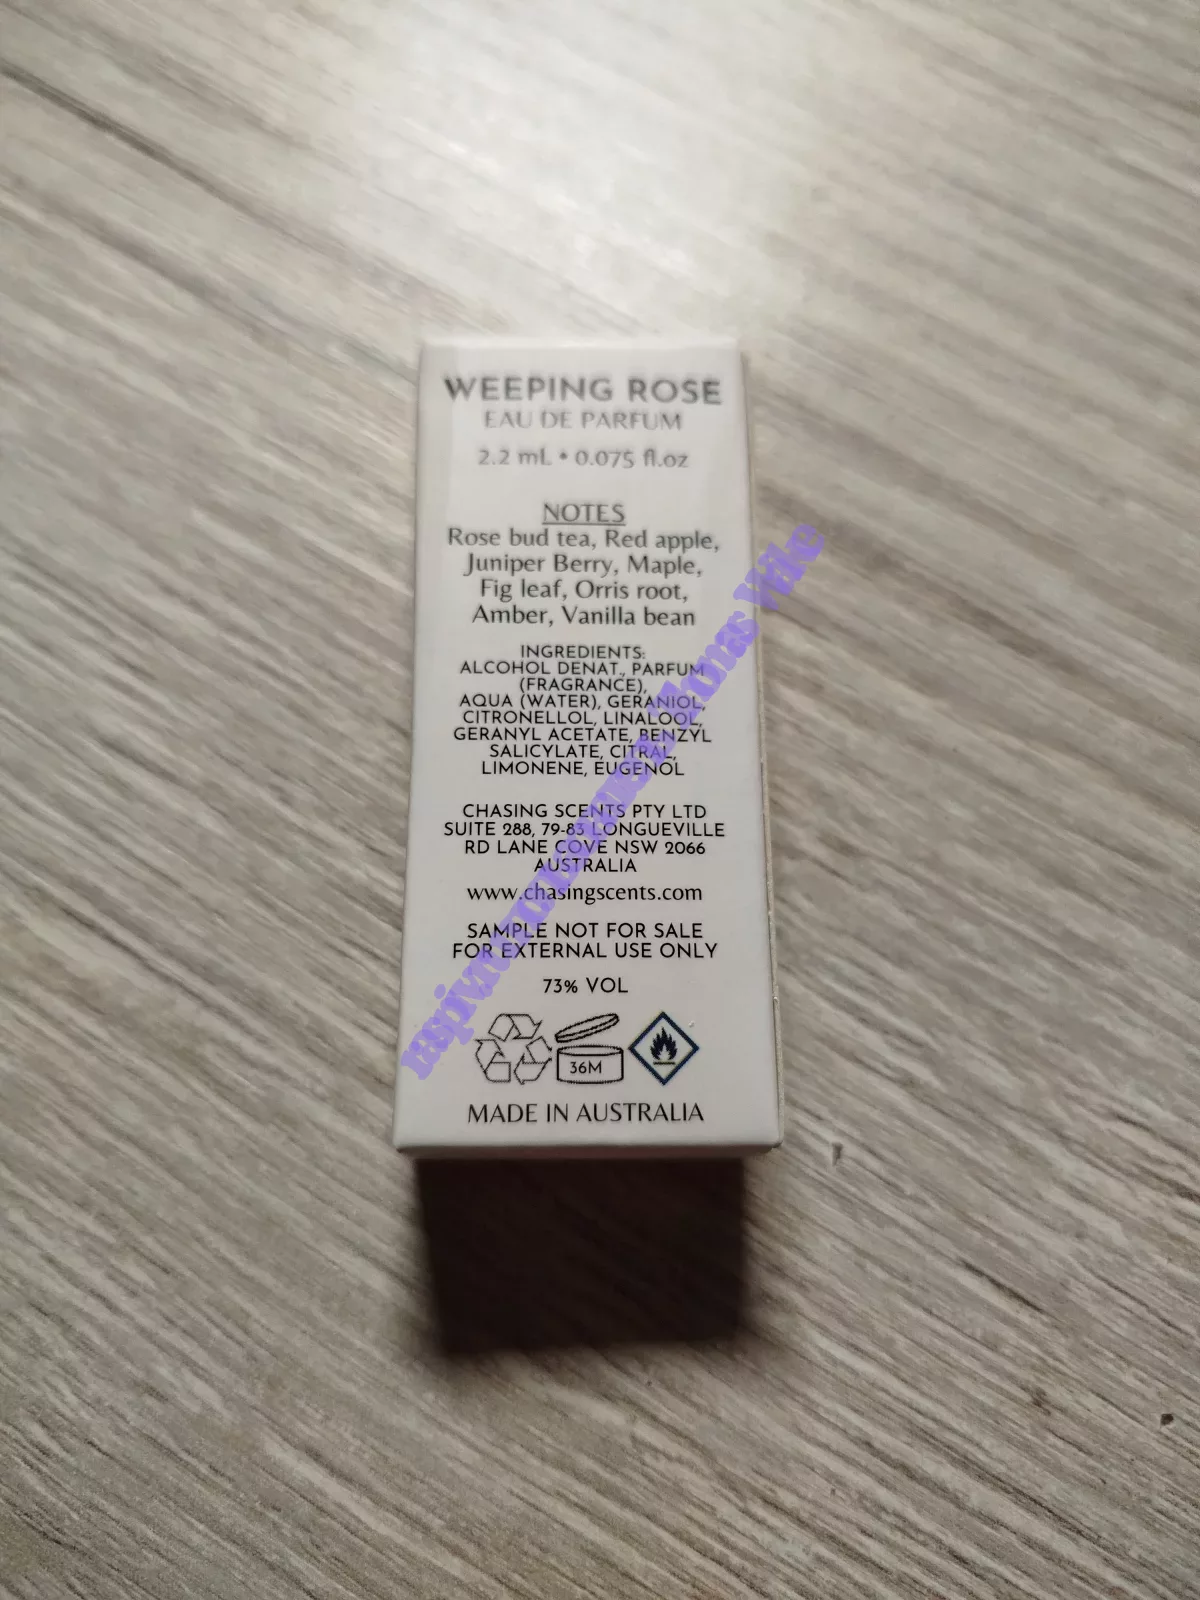 WEEPING ROSE
EAU DE PARFUM
2.2 mL • 0.075 fl.oz
NOTES
Rose bud tea, Red apple,
Juniper Berry, Maple,
Fig leaf, Orris root,
Amber, Vanilla bean
INGREDIENTS:
ALCOHOL DENAT., PARFUM
(FRAGRANCE),
AQUA (WATER), GERANIOL,
CITRONELLOL, LINALOOL,
GERANYL ACETATE, BENZYL
SALICYLATE, CITRAL,
LIMONENE, EUGENOL
CHASING SCENTS PTY LTD
SUITE 288, 79-83 LONGUEVILLE
RD LANE COVE NSW 2066
AUSTRALIA
www.chasingscents.com
SAMPLE NOT FOR SALE
FOR EXTERNAL USE ONLY
73% VOL
36M
MADE IN AUSTRALIA